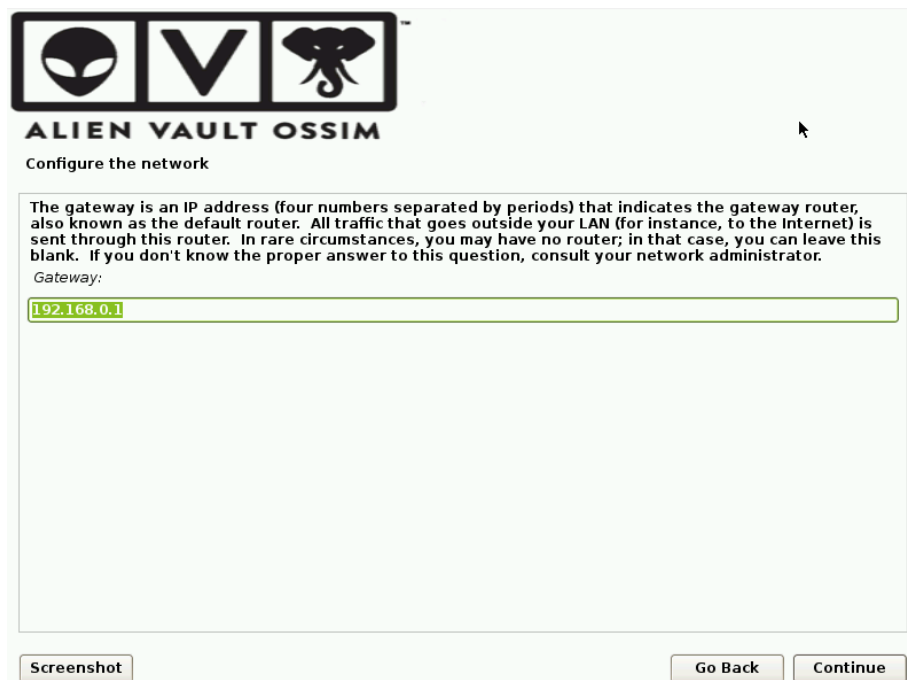 ™
ALIEN VAULT OSSIM
Configure the network
The gateway is an IP address (four numbers separated by periods) that indicates the gateway router,
also known as the default router.  All traffic that goes outside your LAN (for instance, to the Internet) is
sent through this router.  In rare circumstances, you may have no router; in that case, you can leave this
blank.  If you don't know the proper answer to this question, consult your network administrator.
Gateway:
192.168.0.1
Screenshot Go Back Continue